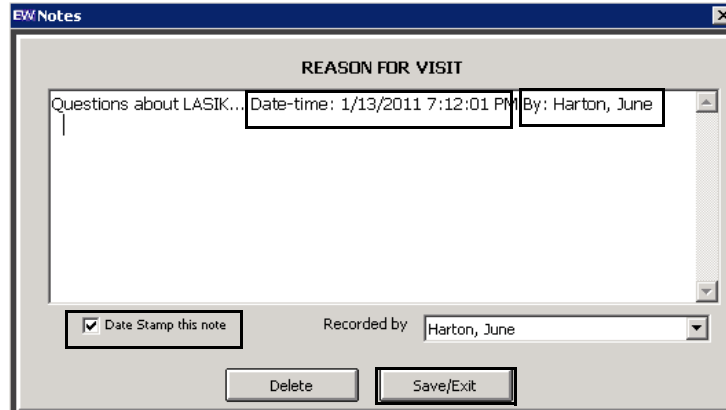 EW Notes
REASON FOR VISIT
Questions about LASIK... Date-time: 1/13/2011 7:12:01 PM By: Harton, June
Date Stamp this note
Recorded by
Harton, June
Delete
Save/Exit